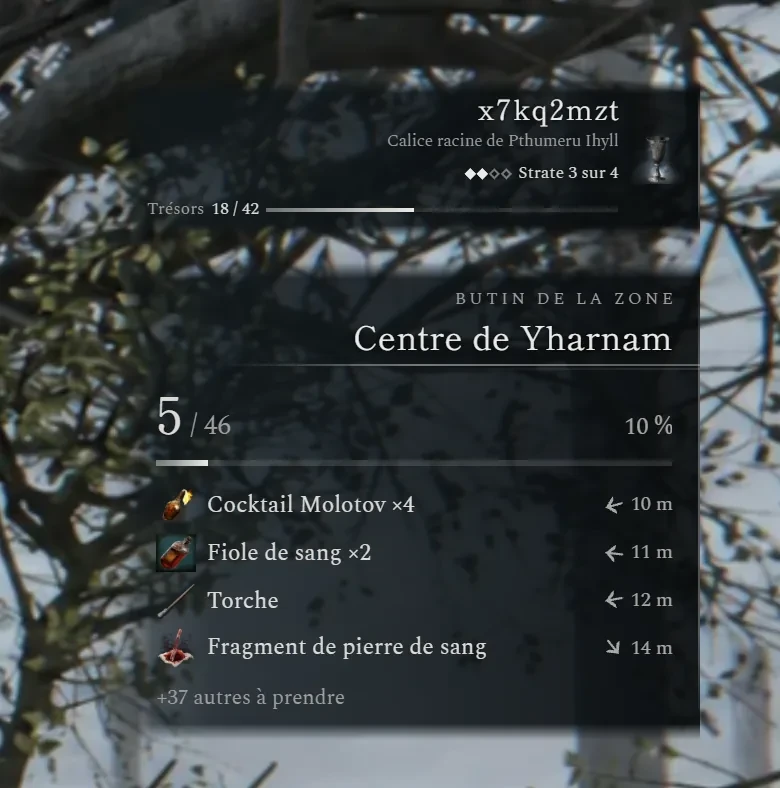 x7kq2mzt
Calice racine de Pthumeru Ihyll
Strate 3 sur 4
Trésors 18 / 42
BUTIN DE LA ZONE
Centre de Yharnam
5 / 46 10 %
Cocktail Molotov ×4 10 m
Fiole de sang ×2 11 m
Torche 12 m
Fragment de pierre de sang 14 m
+37 autres à prendre